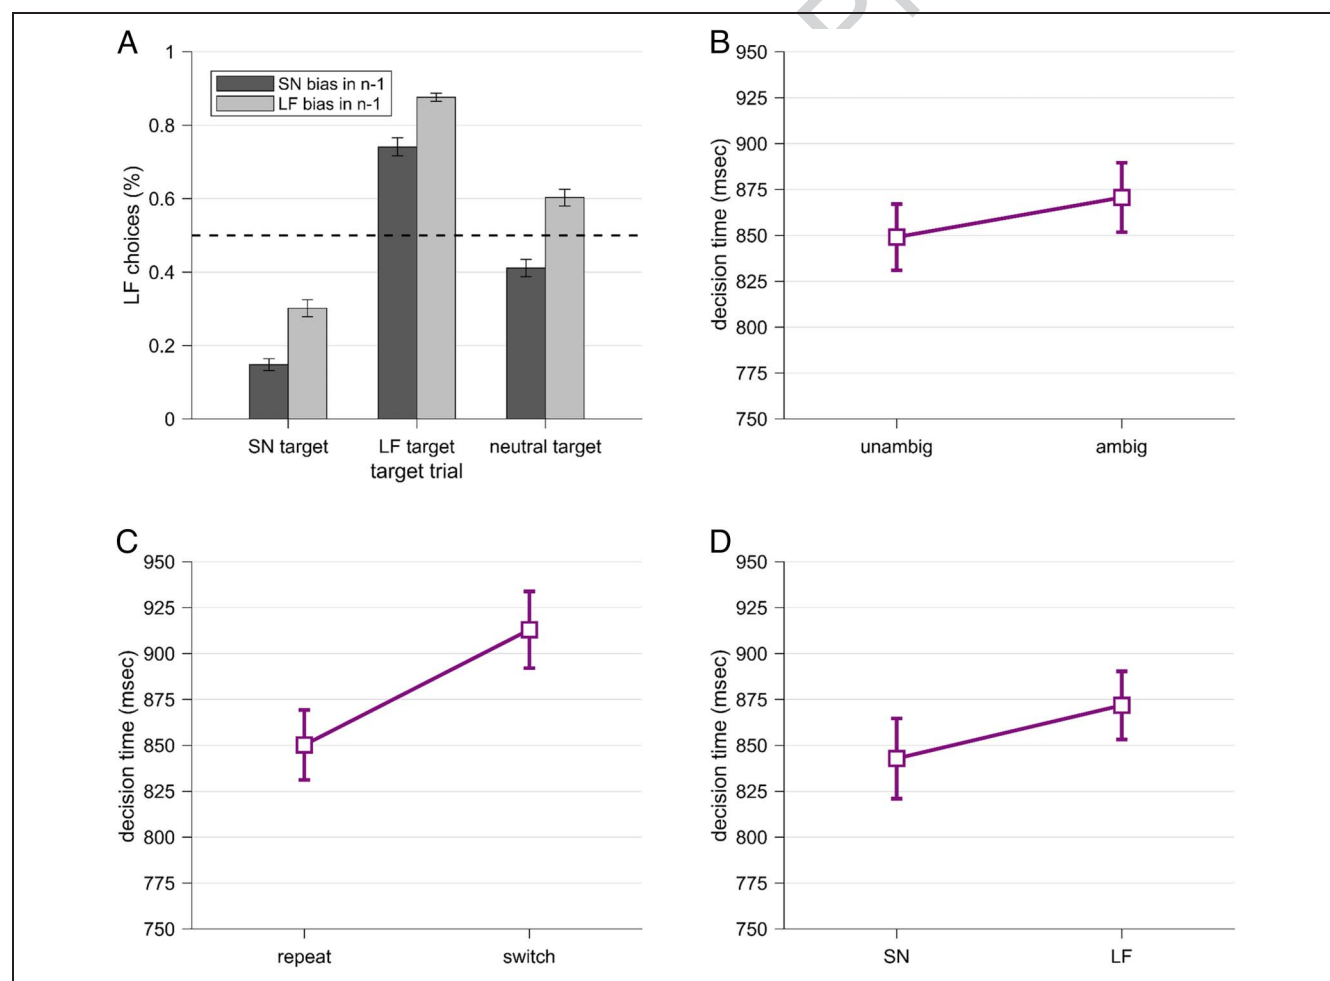 A
1
0.8
0.6
0.4
0.2
0
LF choices (%)
SN bias in n-1
LF bias in n-1
SN target
LF target
neutral target
target trial
B
950
925
900
875
850
825
800
775
750
decision time (msec)
unambig
ambig
C
950
925
900
875
850
825
800
775
750
decision time (msec)
repeat
switch
D
950
925
900
875
850
825
800
775
750
decision time (msec)
SN
LF